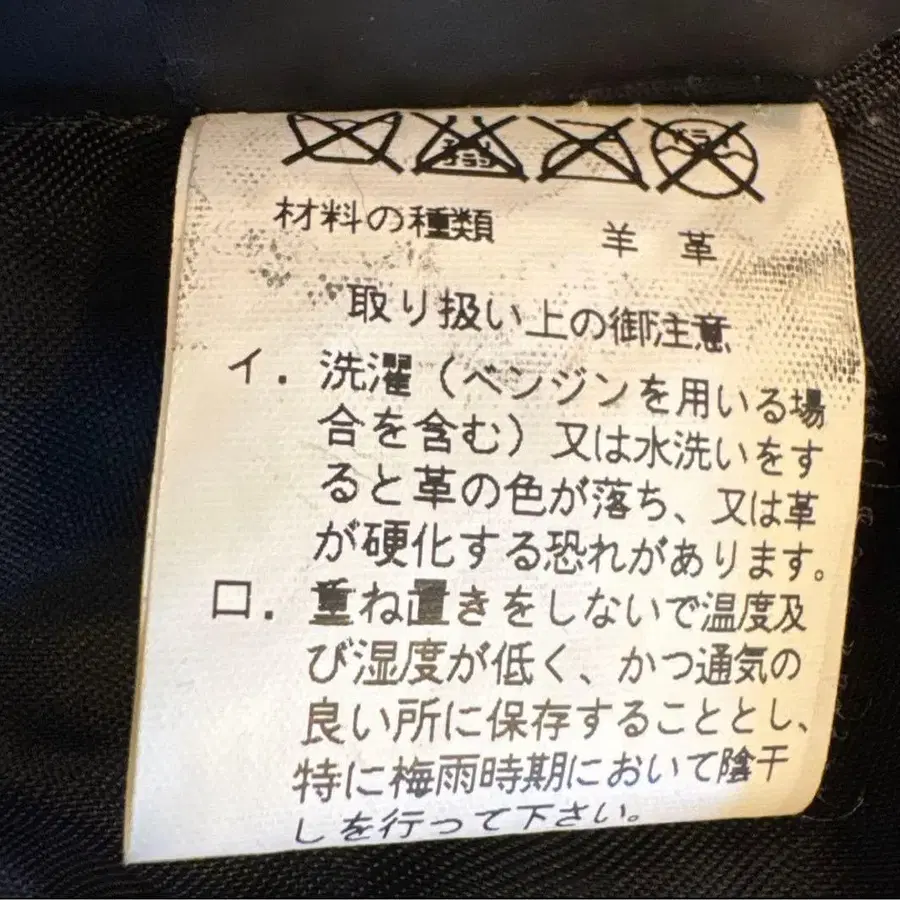 材料の種類 羊 革
取り扱い上の御注意
イ. 洗濯（ベンジンを用いる場
合を含む）又は水洗いをす
ると革の色が落ち、又は革
が硬化する恐れがあります。
ロ. 重ね置きをしないで温度及
び湿度が低く、かつ通気の
良い所に保存することとし、
特に梅雨時期において陰干
しを行って下さい。